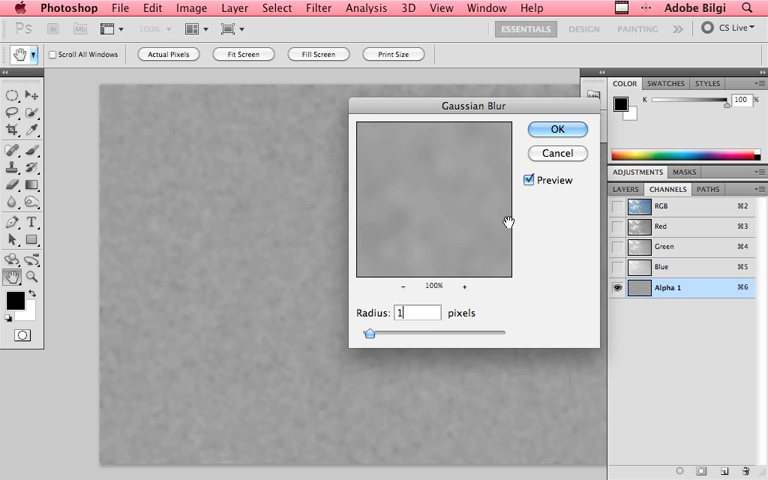 Photoshop File Edit Image Layer Select Filter Analysis 3D View Window Help Adobe Bilgi
Ps 100% ESSENTIALS DESIGN PAINTING >> CS Live
Scroll All Windows Actual Pixels Fit Screen Fill Screen Print Size
COLOR SWATCHES STYLES
K 100 %
Gaussian Blur
OK
Cancel
Preview
− 100% +
Radius: 1 pixels
ADJUSTMENTS MASKS
LAYERS CHANNELS PATHS
RGB ⌘2
Red ⌘3
Green ⌘4
Blue ⌘5
Alpha 1 ⌘6
T